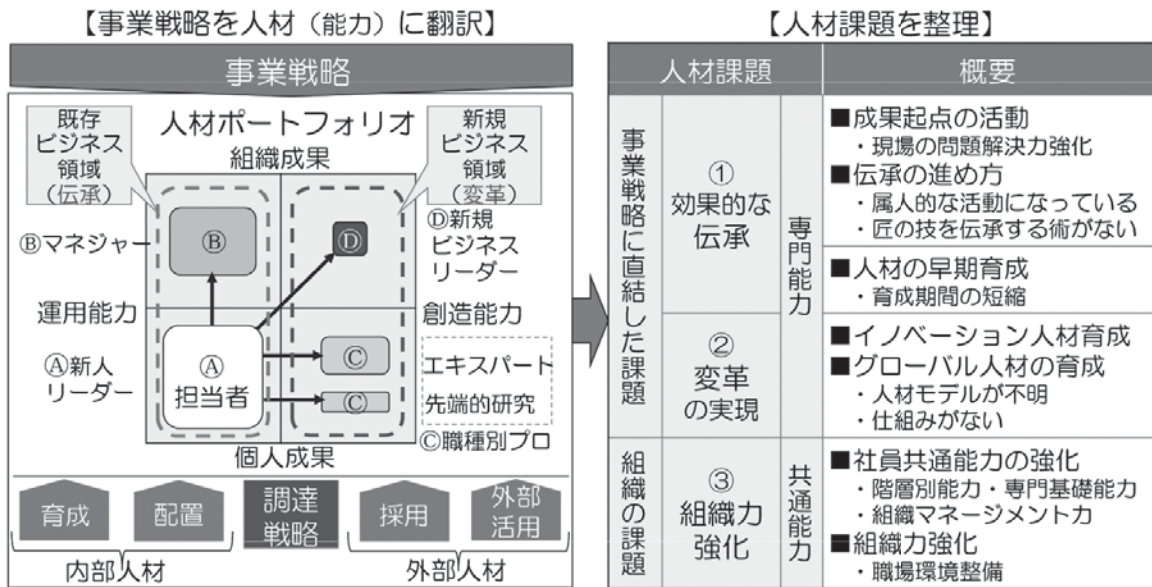 【事業戦略を人材（能力）に翻訳】
事業戦略
既存
ビジネス
領域
（伝承）
人材ポートフォリオ
組織成果
新規
ビジネス
領域
（変革）
Ⓑマネジャー
Ⓑ
Ⓓ
Ⓓ新規
ビジネス
リーダー
運用能力
創造能力
Ⓐ新人
リーダー
Ⓐ
担当者
Ⓒ
Ⓒ
エキスパート
先端的研究
Ⓒ職種別プロ
個人成果
育成
配置
調達
戦略
採用
外部
活用
内部人材
外部人材
【人材課題を整理】
人材課題
概要
事業戦略に直結した課題
①
効果的な
伝承
専門能力
■成果起点の活動
・現場の問題解決力強化
■伝承の進め方
・属人的な活動になっている
・匠の技を伝承する術がない
■人材の早期育成
・育成期間の短縮
②
変革
の実現
■イノベーション人材育成
■グローバル人材の育成
・人材モデルが不明
・仕組みがない
組織の課題
③
組織力
強化
共通能力
■社員共通能力の強化
・階層別能力・専門基礎能力
・組織マネージメント力
■組織力強化
・職場環境整備